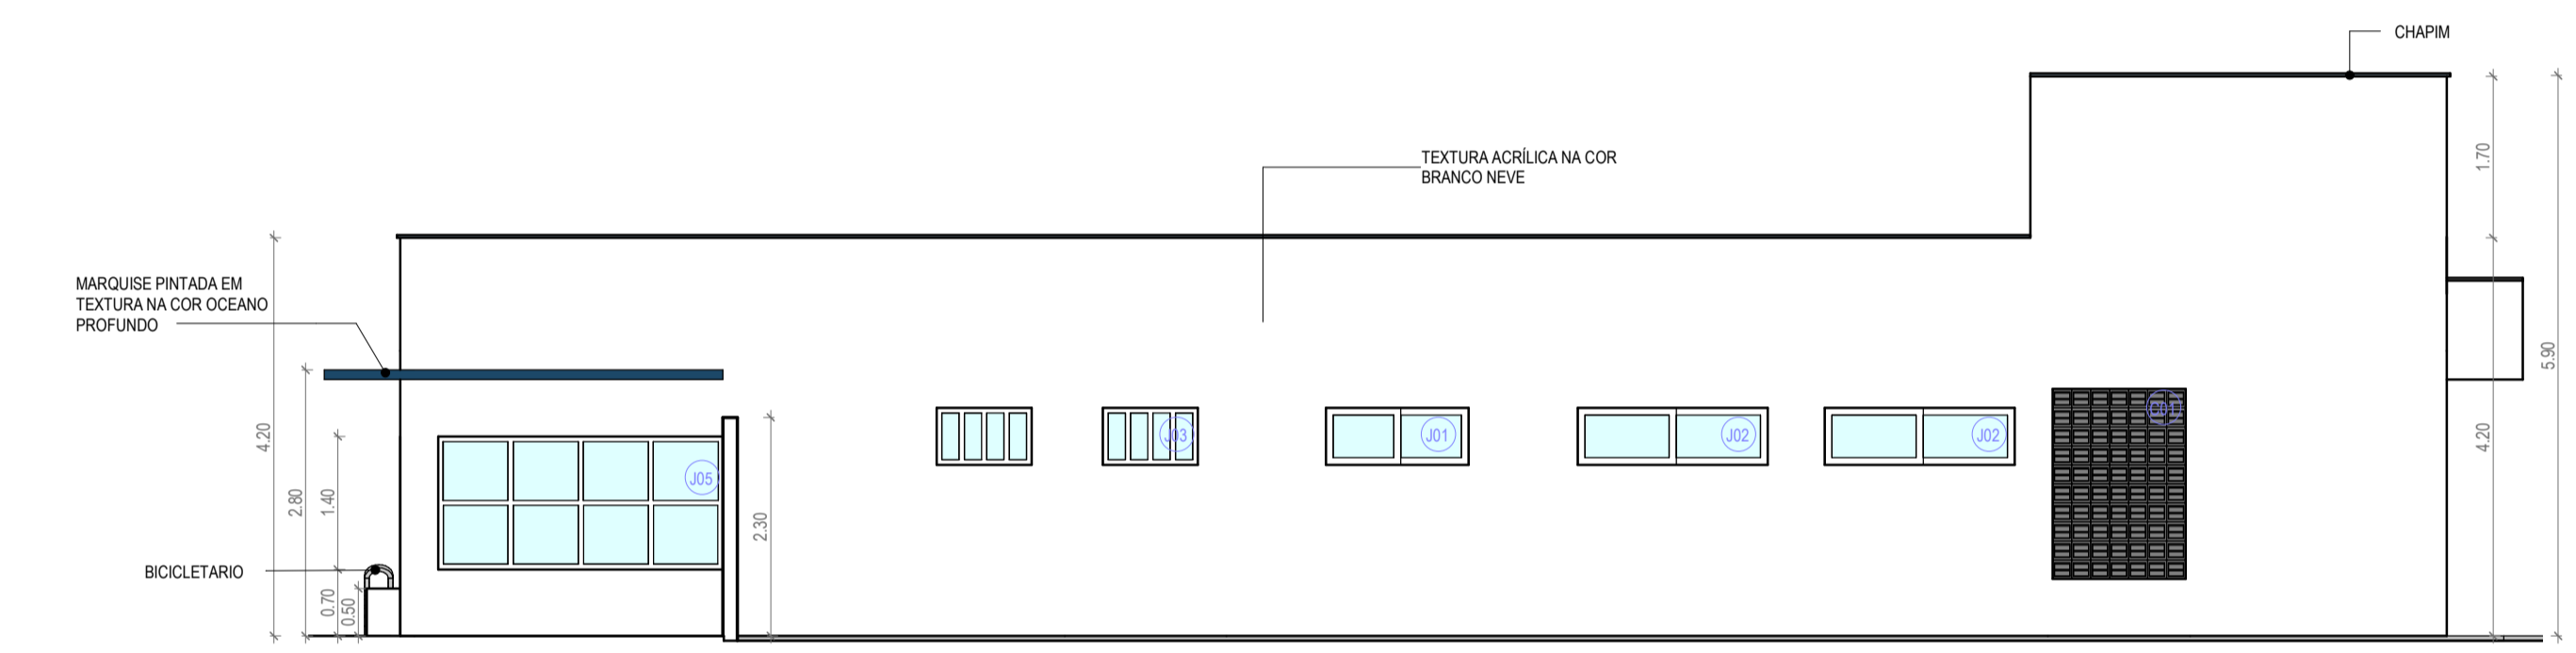 CHAPIM
TEXTURA ACRÍLICA NA COR
BRANCO NEVE
1.70
MARQUISE PINTADA EM
TEXTURA NA COR OCEANO
PROFUNDO
5.90
C01
4.20
J03
J01
J02
J02
4.20
J05
2.80
1.40
2.30
BICICLETARIO
0.70
0.50